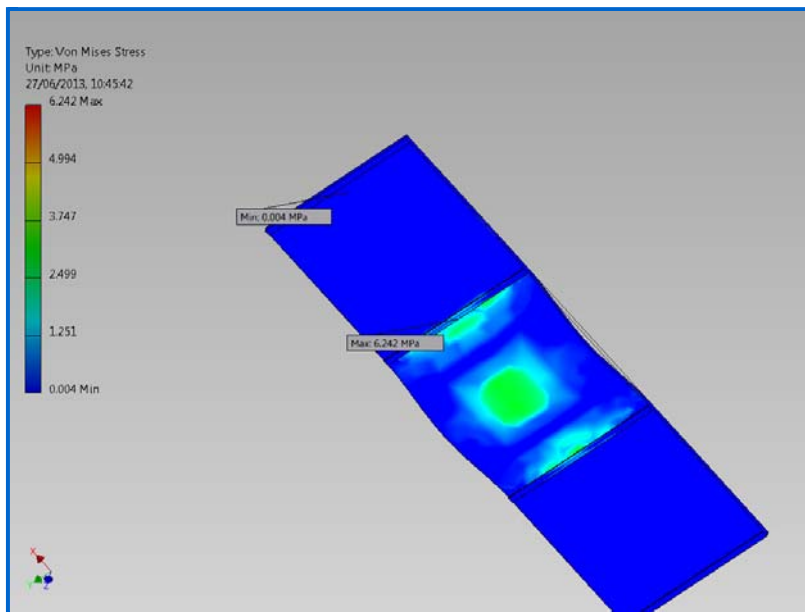 Type: Von Mises Stress
Unit: MPa
27/06/2013, 10:45:42
6.242 Max
4.994
3.747
2.499
1.251
0.004 Min
Min: 0.004 MPa
Max: 6.242 MPa
X
Y
Z